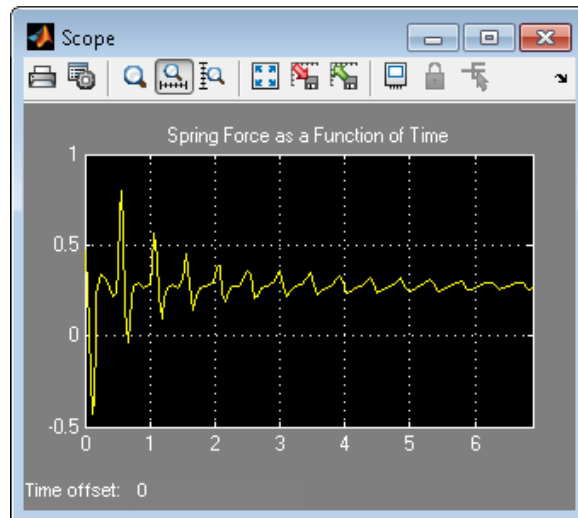 Scope
Spring Force as a Function of Time
1
0.5
0
-0.5
0 1 2 3 4 5 6
Time offset: 0